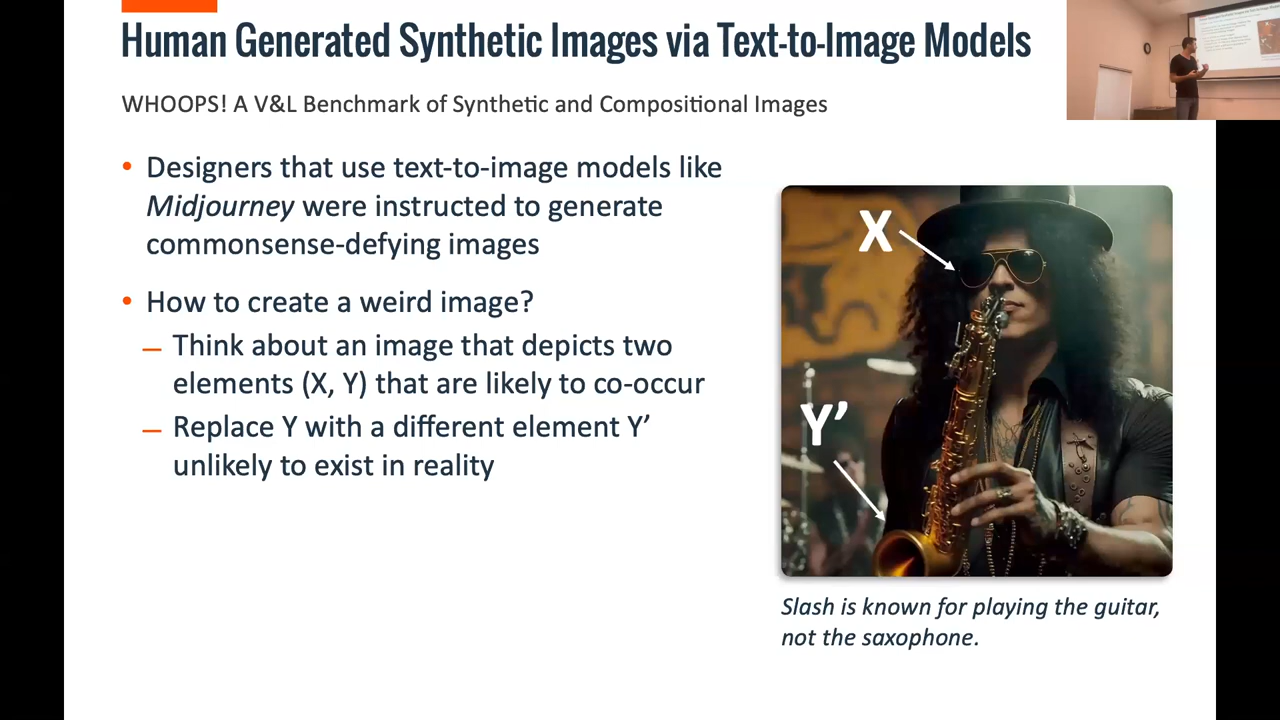 Human Generated Synthetic Images via Text-to-Image Models
WHOOPS! A V&L Benchmark of Synthetic and Compositional Images
• Designers that use text-to-image models like
Midjourney were instructed to generate
commonsense-defying images
• How to create a weird image?
– Think about an image that depicts two
elements (X, Y) that are likely to co-occur
– Replace Y with a different element Y’
unlikely to exist in reality
X
Y’
Slash is known for playing the guitar,
not the saxophone.